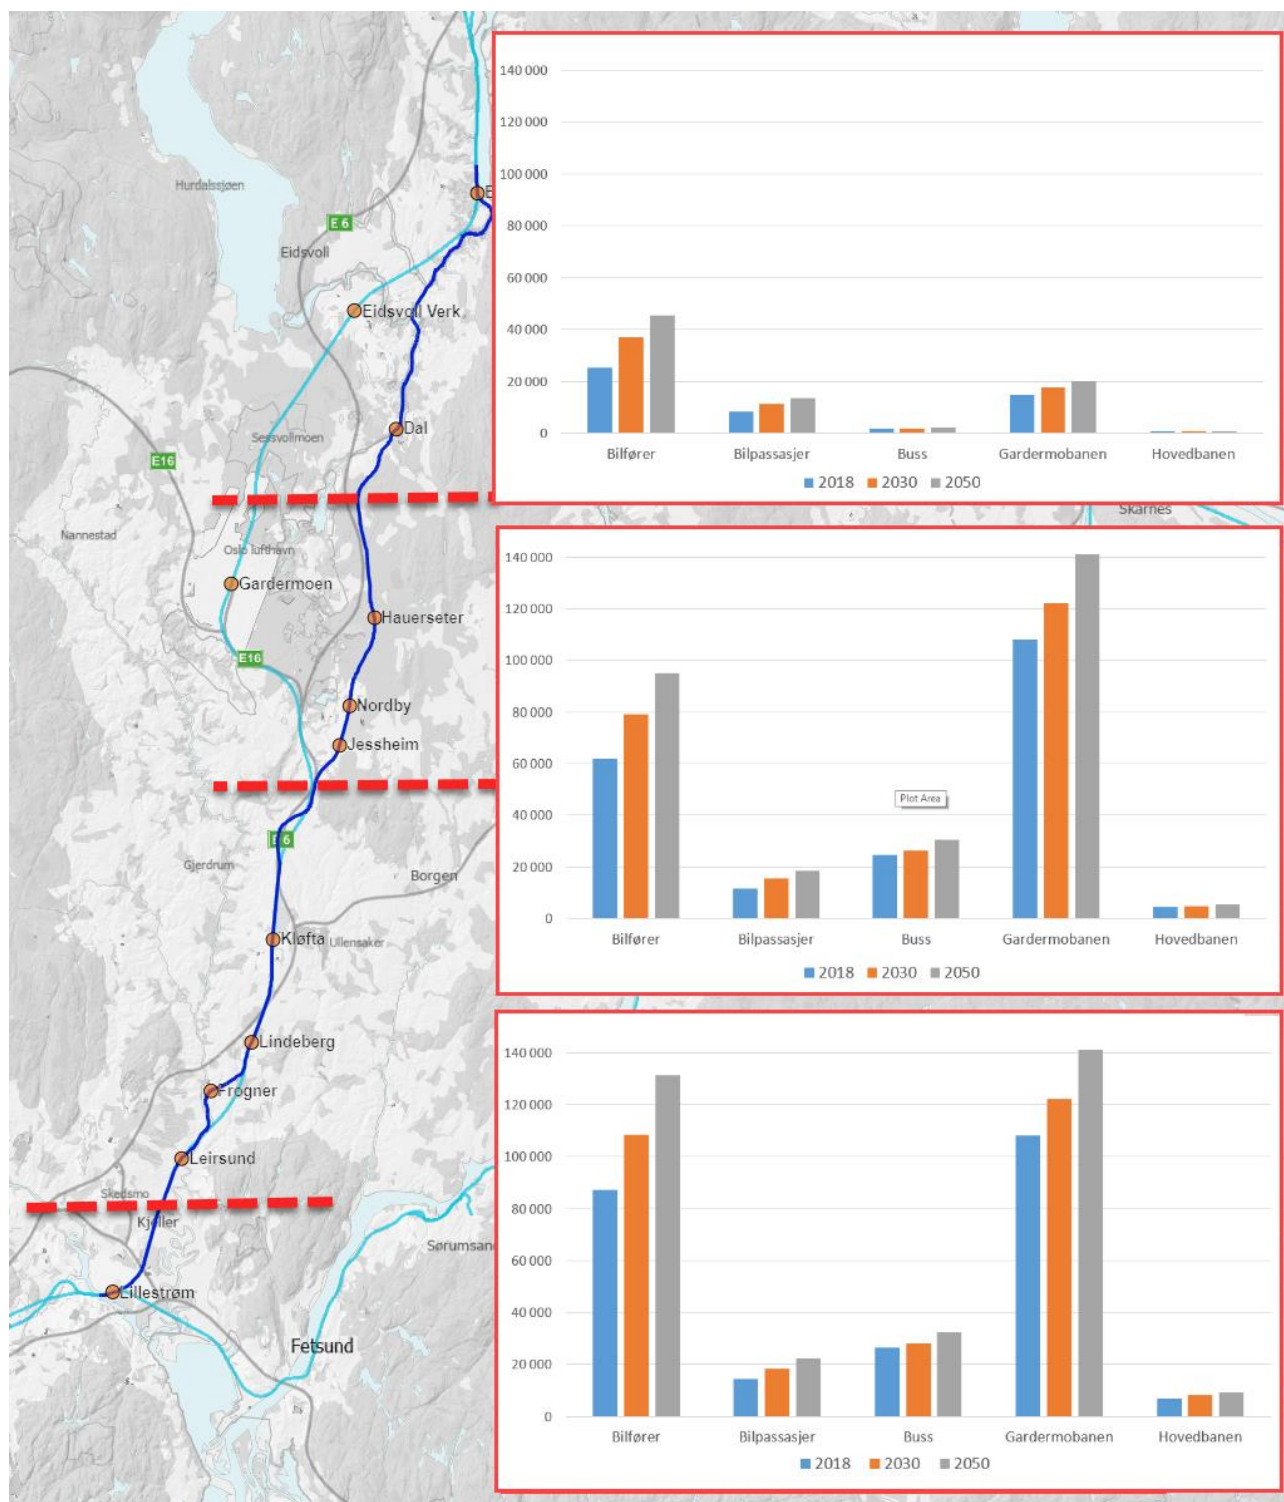 Hurdalssjøen
E 6
Eidsvoll
E
Eidsvoll Verk
Dal
Sessvollmoen
E16
Nannestad
Oslo lufthavn
Gardermoen
Hauerseter
E16
Nordby
Jessheim
E 6
Gjerdrum
Borgen
Kløfta
Ullensaker
Lindeberg
Frogner
Leirsund
Skedsmo
Kjeller
Sørumsan
Lillestrøm
Fetsund
140 000
120 000
100 000
80 000
60 000
40 000
20 000
0
Bilfører Bilpassasjer Buss Gardermobanen Hovedbanen
2018 2030 2050
Skarnes
140 000
120 000
100 000
80 000
60 000
40 000
20 000
0
Plot Area
Bilfører Bilpassasjer Buss Gardermobanen Hovedbanen
2018 2030 2050
140 000
120 000
100 000
80 000
60 000
40 000
20 000
0
Bilfører Bilpassasjer Buss Gardermobanen Hovedbanen
2018 2030 2050